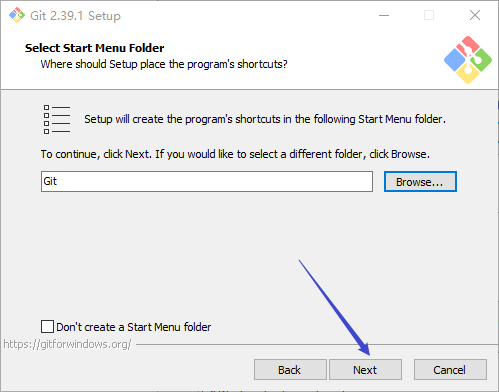 Git 2.39.1 Setup
Select Start Menu Folder
Where should Setup place the program's shortcuts?
Setup will create the program's shortcuts in the following Start Menu folder.
To continue, click Next. If you would like to select a different folder, click Browse.
Git
Browse...
Don't create a Start Menu folder
https://gitforwindows.org/
Back
Next
Cancel